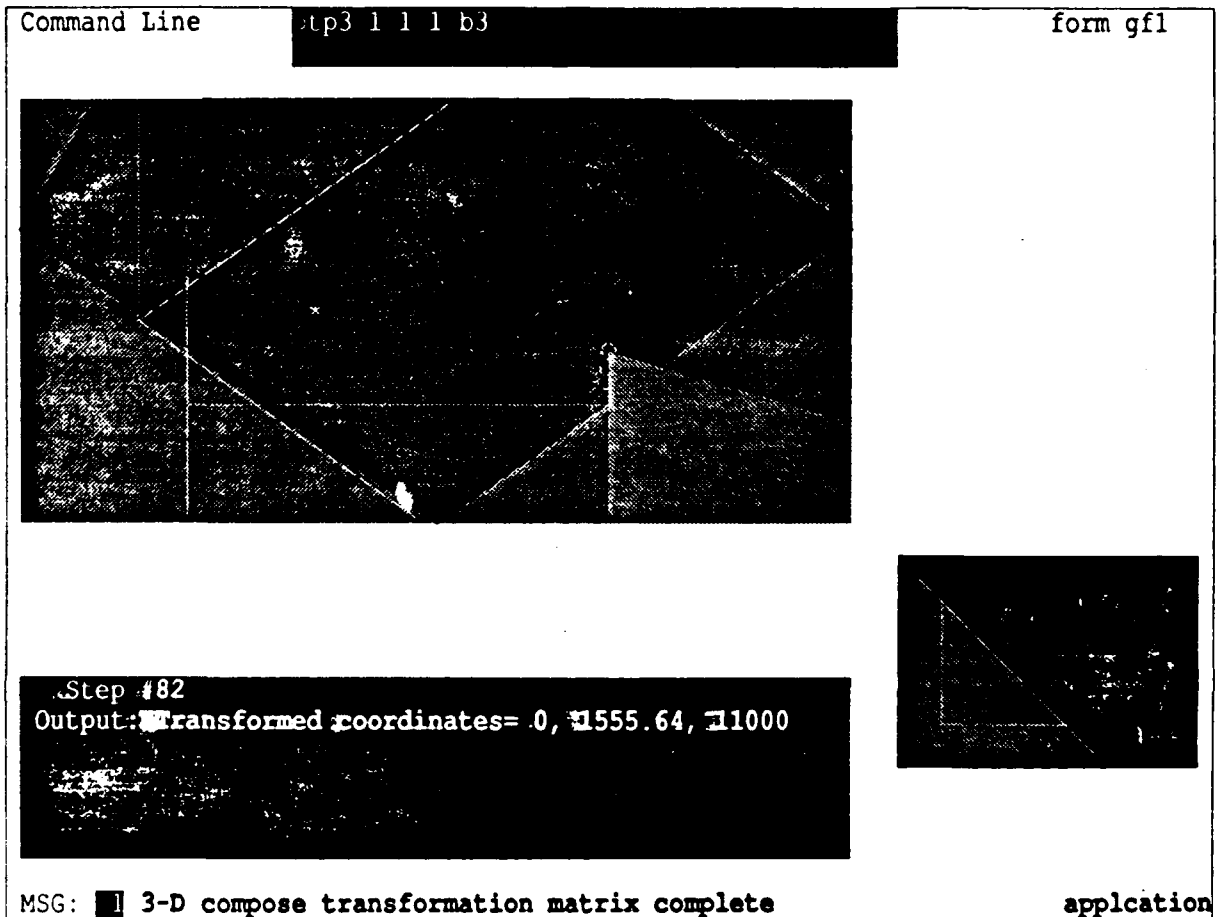 Command Line
tp3 1 1 1 b3
form gf1
Step #82
Output: Transformed coordinates= 0, 1555.64, 11000
MSG: 1 3-D compose transformation matrix complete
applcation